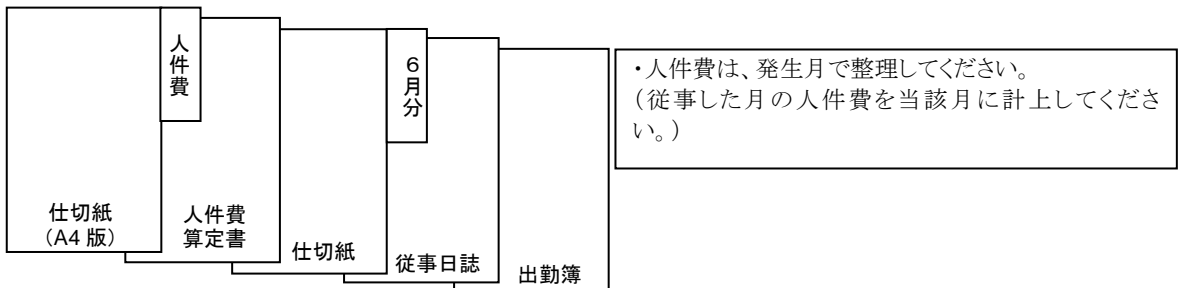 人件費
6月分
・人件費は、発生月で整理してください。
（従事した月の人件費を当該月に計上してくださ
い。）
仕切紙
（A4 版）
人件費
算定書
仕切紙
従事日誌
出勤簿